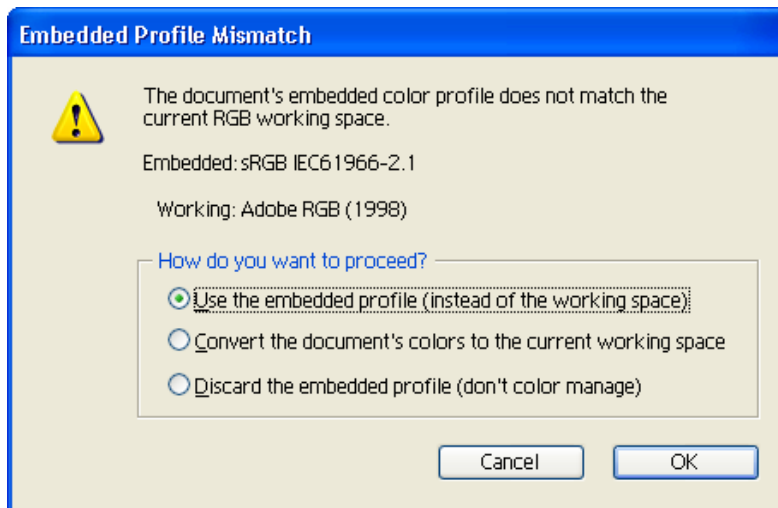 Embedded Profile Mismatch
The document's embedded color profile does not match the
current RGB working space.
Embedded: sRGB IEC61966-2.1
Working: Adobe RGB (1998)
How do you want to proceed?
Use the embedded profile (instead of the working space)
Convert the document's colors to the current working space
Discard the embedded profile (don't color manage)
Cancel OK